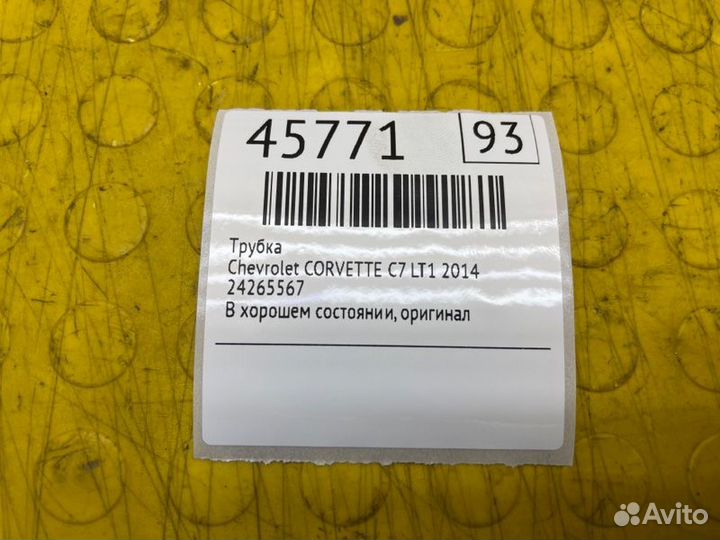 45771 93
Трубка
Chevrolet CORVETTE C7 LT1 2014
24265567
В хорошем состоянии, оригинал
Avito